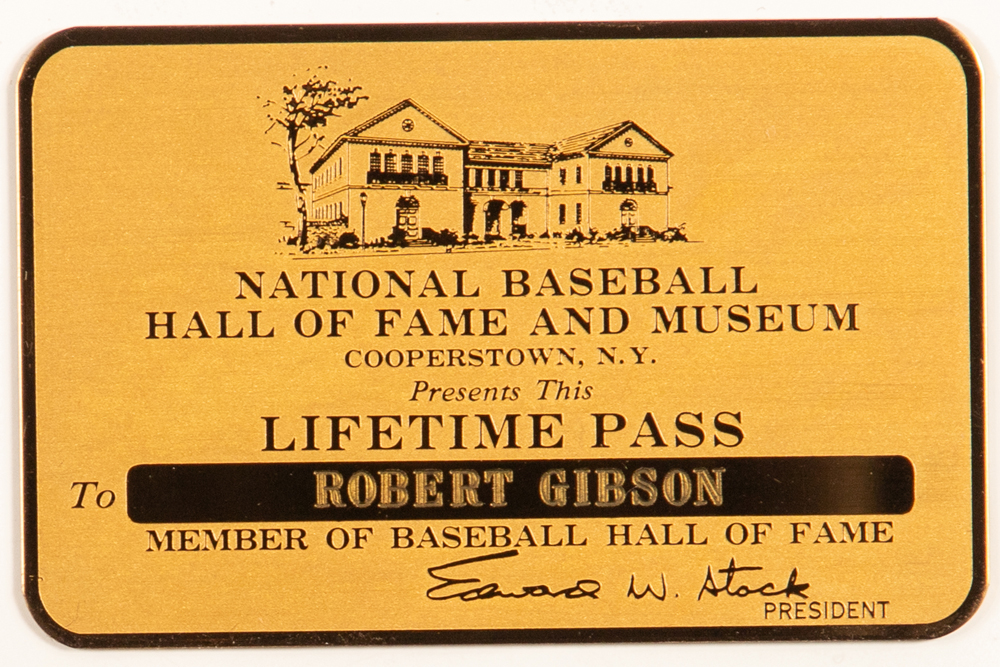 NATIONAL BASEBALL
HALL OF FAME AND MUSEUM
COOPERSTOWN, N.Y.
Presents This
LIFETIME PASS
To ROBERT GIBSON
MEMBER OF BASEBALL HALL OF FAME
Edward W. Stack
PRESIDENT